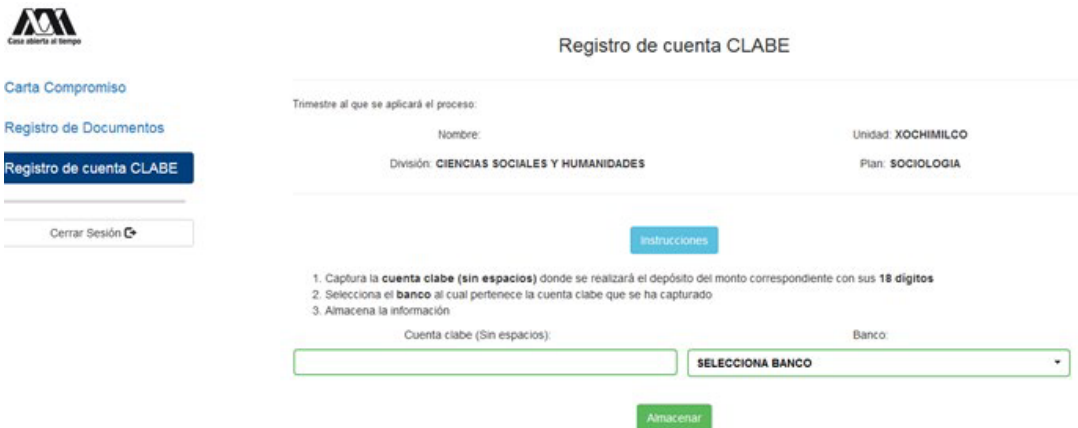 Casa abierta al tiempo
Registro de cuenta CLABE
Carta Compromiso
Registro de Documentos
Registro de cuenta CLABE
Cerrar Sesión
Trimestre al que se aplicará el proceso:
Nombre: Unidad: XOCHIMILCO
División: CIENCIAS SOCIALES Y HUMANIDADES Plan: SOCIOLOGIA
Instrucciones
1. Captura la cuenta clabe (sin espacios) donde se realizará el depósito del monto correspondiente con sus 18 dígitos
2. Selecciona el banco al cual pertenece la cuenta clabe que se ha capturado
3. Almacena la información
Cuenta clabe (Sin espacios): Banco:
SELECCIONA BANCO
Almacenar